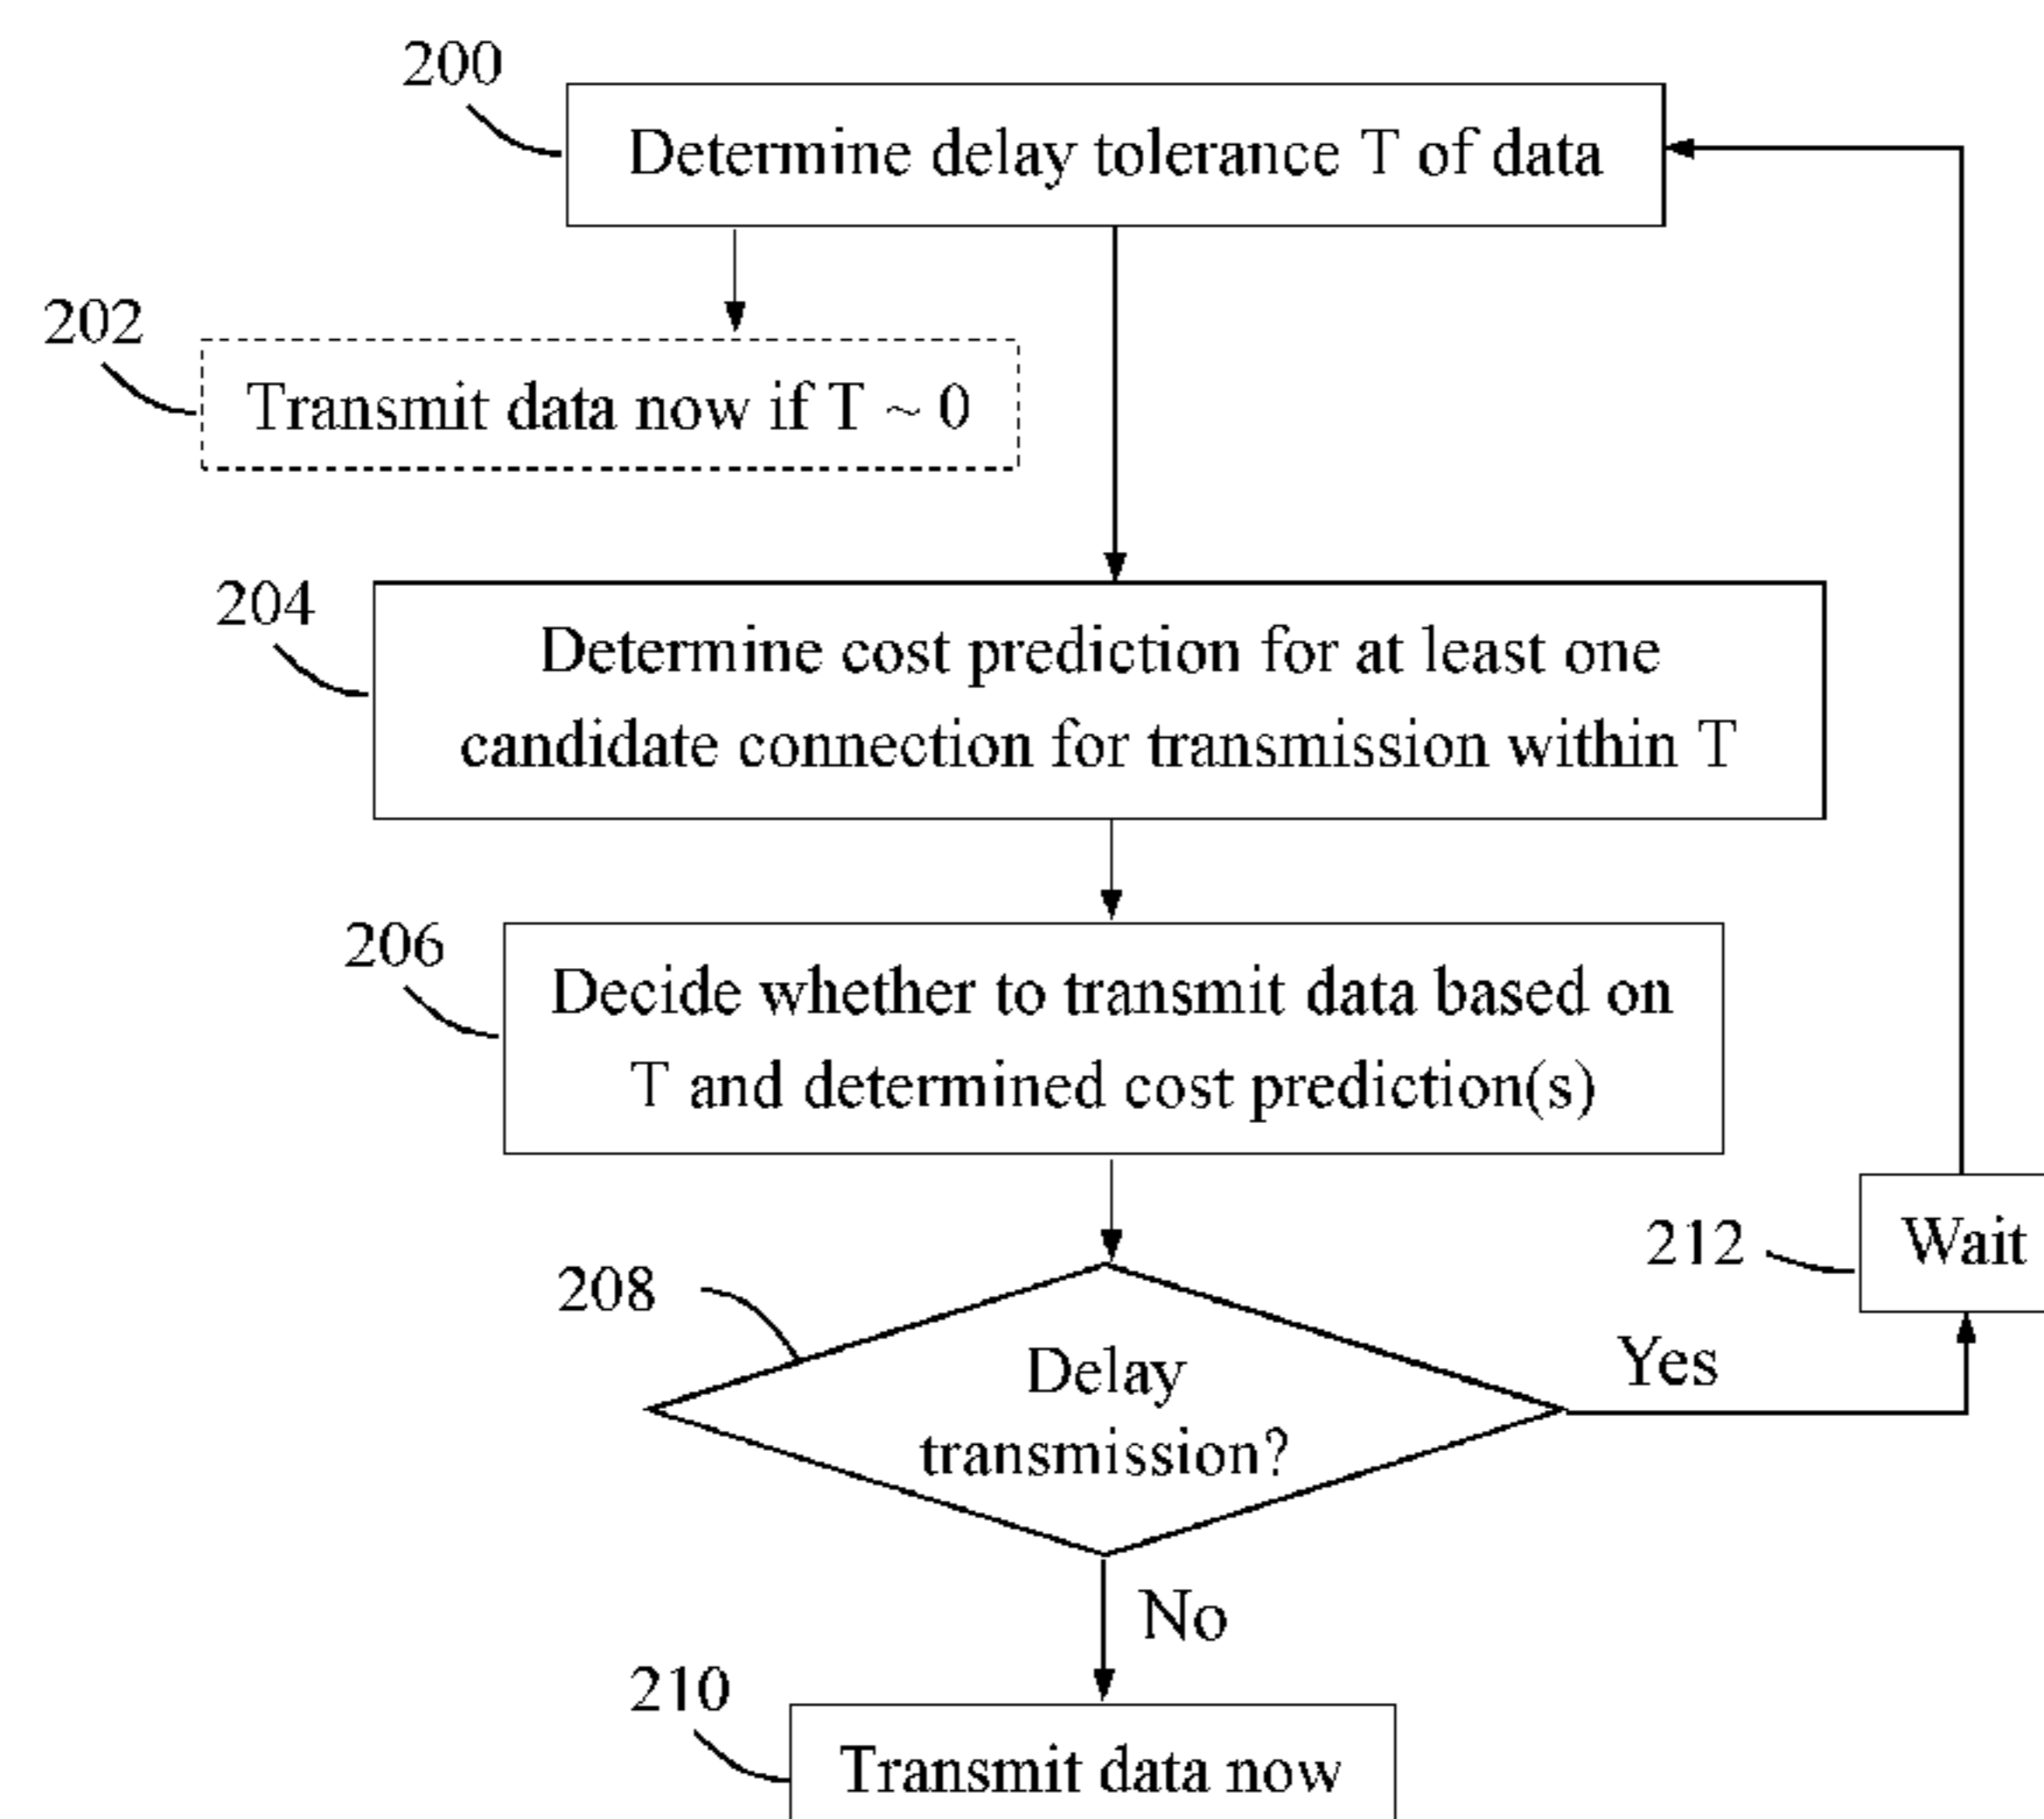 200
Determine delay tolerance T of data
202
Transmit data now if T ~ 0
204
Determine cost prediction for at least one
candidate connection for transmission within T
206
Decide whether to transmit data based on
T and determined cost prediction(s)
212
Wait
208
Delay
transmission?
Yes
No
210
Transmit data now